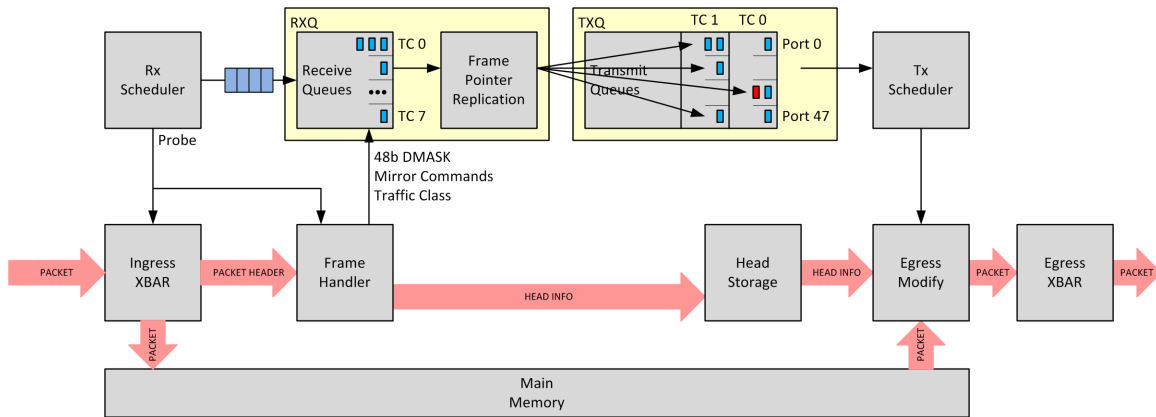 RXQ
TXQ
TC 1
TC 0
Rx
Scheduler
Receive
Queues
TC 0
•••
TC 7
Frame
Pointer
Replication
Transmit
Queues
Port 0
Port 47
Tx
Scheduler
Probe
48b DMASK
Mirror Commands
Traffic Class
PACKET
Ingress
XBAR
PACKET HEADER
Frame
Handler
HEAD INFO
Head
Storage
HEAD INFO
Egress
Modify
PACKET
Egress
XBAR
PACKET
PACKET
PACKET
Main
Memory